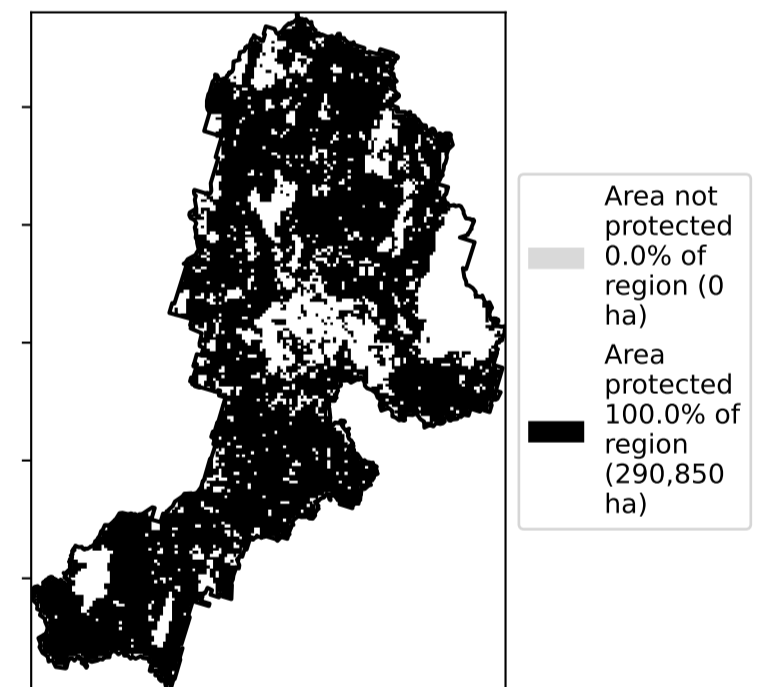 Area not
protected
0.0% of
region (0
ha)
Area
protected
100.0% of
region
(290,850
ha)